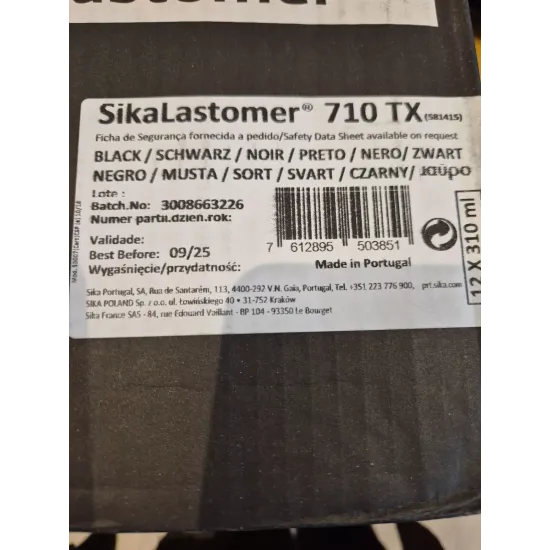 SikaLastomer® 710 TX (581415)
Ficha de Segurança fornecida a pedido/Safety Data Sheet available on request
BLACK / SCHWARZ / NOIR / PRETO / NERO/ ZWART
NEGRO / MUSTA / SORT / SVART / CZARNY/ μαύρο
Lote :
Batch.No: 3008663226
Numer partii.dzien.rok:
Validade:
Best Before: 09/25
Wygaśnięcie/przydatność:
7 612895 503851
Made in Portugal
12 X 310 ml
Sika Portugal, SA, Rua de Santarém, 113, 4400-292 V.N. Gaia, Portugal, Tel. +351 223 776 900, prt.sika.com
SIKA POLAND Sp. z o.o. ul. Łowińskiego 40 • 31-752 Kraków
Sika France SAS - 84, rue Edouard Vaillant - BP 104 - 93350 Le Bourget